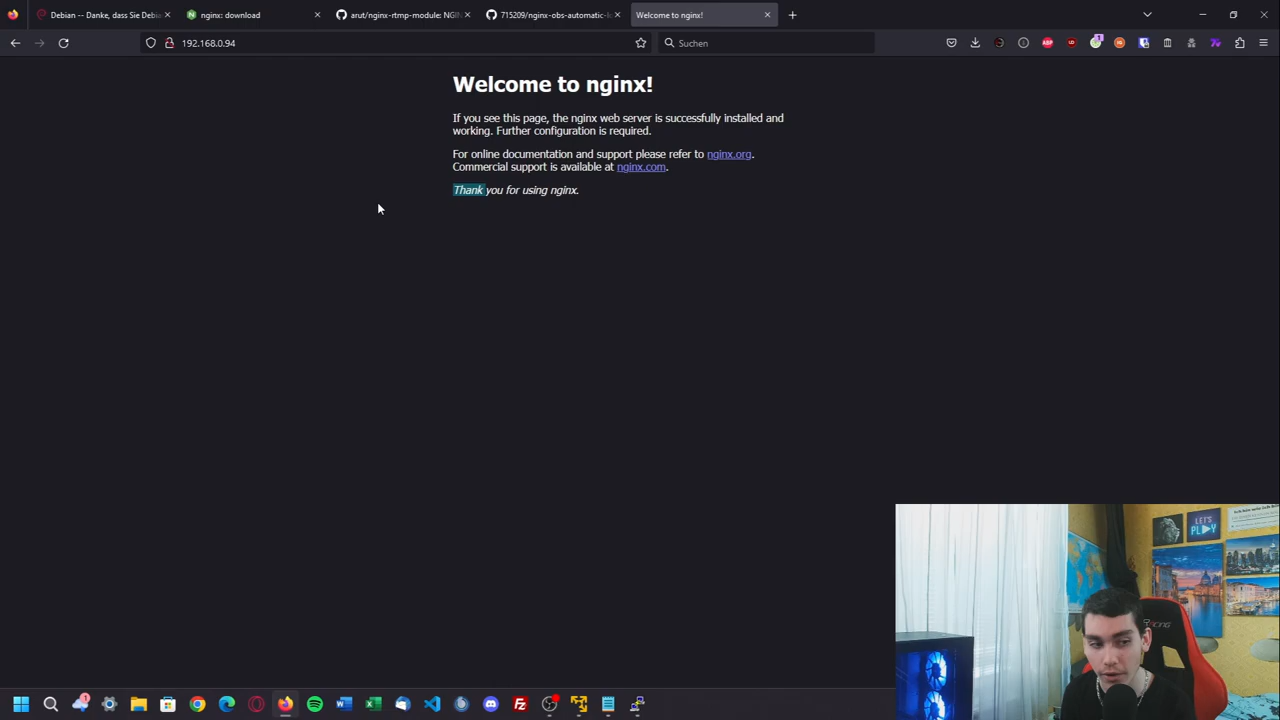 Debian -- Danke, dass Sie Debi
nginx: download
arut/nginx-rtmp-module: NGIN
715209/nginx-obs-automatic-l
Welcome to nginx!
192.168.0.94
Suchen
Welcome to nginx!
If you see this page, the nginx web server is successfully installed and
working. Further configuration is required.
For online documentation and support please refer to nginx.org.
Commercial support is available at nginx.com.
Thank you for using nginx.
LET'S
PLAY